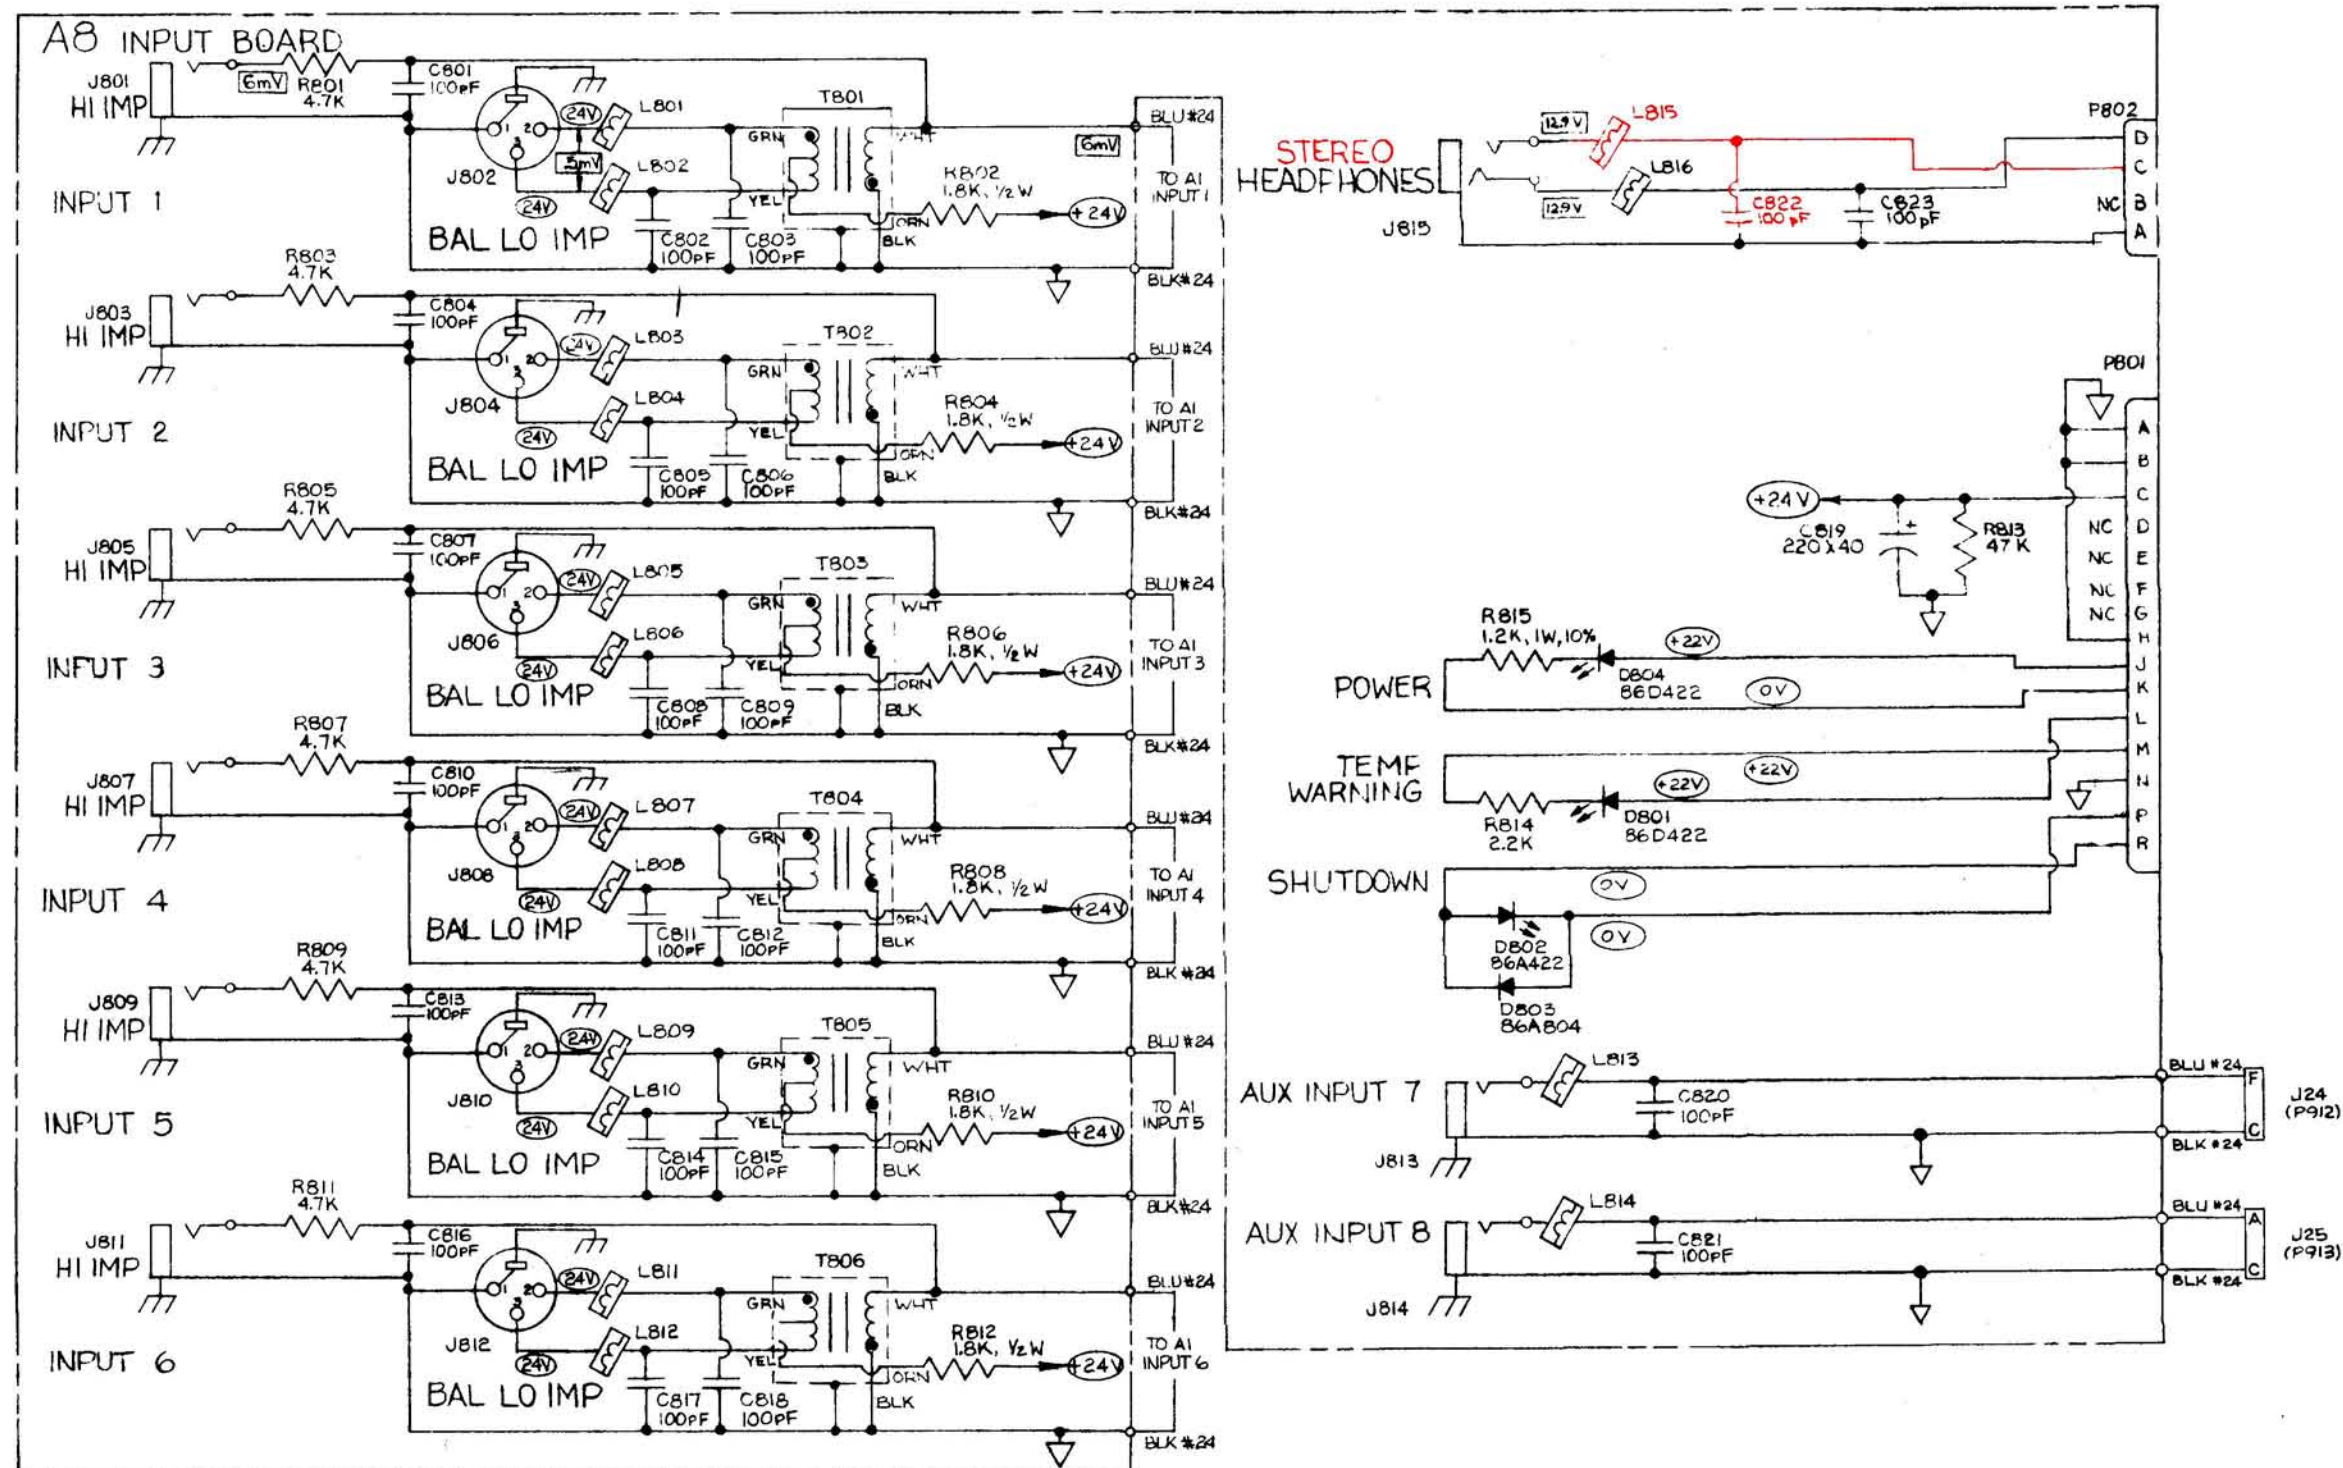 A8 INPUT BOARD
J801
HI IMP
6mV
R801
4.7K
C801
100PF
24V
L801
5mV
L802
J802
24V
INPUT 1
BAL LO IMP
T801
GRN
WHT
YEL
ORN
BLK
C802
100PF
C803
100PF
R802
1.8K, 1/2 W
+24V
6mV
BLU #24
TO A1
INPUT 1
BLK #24
R803
4.7K
J803
HI IMP
C804
100PF
24V
L803
L804
J804
24V
INPUT 2
BAL LO IMP
T802
GRN
WHT
YEL
ORN
BLK
C805
100PF
C806
100PF
R804
1.8K, 1/2 W
+24V
BLU #24
TO A1
INPUT 2
BLK #24
R805
4.7K
J805
HI IMP
C807
100PF
24V
L805
L806
J806
24V
INPUT 3
BAL LO IMP
T803
GRN
WHT
YEL
ORN
BLK
C808
100PF
C809
100PF
R806
1.8K, 1/2 W
+24V
BLU #24
TO A1
INPUT 3
BLK #24
R807
4.7K
J807
HI IMP
C810
100PF
24V
L807
L808
J808
24V
INPUT 4
BAL LO IMP
T804
GRN
WHT
YEL
ORN
BLK
C811
100PF
C812
100PF
R808
1.8K, 1/2 W
+24V
BLU #24
TO A1
INPUT 4
BLK #24
R809
4.7K
J809
HI IMP
C813
100PF
24V
L809
L810
J810
24V
INPUT 5
BAL LO IMP
T805
GRN
WHT
YEL
ORN
BLK
C814
100PF
C815
100PF
R810
1.8K, 1/2 W
+24V
BLU #24
TO A1
INPUT 5
BLK #24
R811
4.7K
J811
HI IMP
C816
100PF
24V
L811
L812
J812
24V
INPUT 6
BAL LO IMP
T806
GRN
WHT
YEL
ORN
BLK
C817
100PF
C818
100PF
R812
1.8K, 1/2 W
+24V
BLU #24
TO A1
INPUT 6
BLK #24
STEREO
HEADPHONES
J815
12.9V
L815
L816
12.9V
C822
100PF
C823
100PF
P802
D
C
NC B
A
P801
A
B
C
NC D
NC E
NC F
NC G
H
J
K
L
M
N
P
R
+24V
C819
220X40
+
R813
47K
POWER
R815
1.2K, 1W, 10%
D804
86D422
+22V
0V
TEMP
WARNING
R814
2.2K
D801
86D422
+22V
+22V
SHUTDOWN
0V
0V
D802
86A422
D803
86A804
AUX INPUT 7
J813
L813
C820
100PF
BLU #24
F
C
BLK #24
J24
(P912)
AUX INPUT 8
J814
L814
C821
100PF
BLU #24
A
C
BLK #24
J25
(P913)